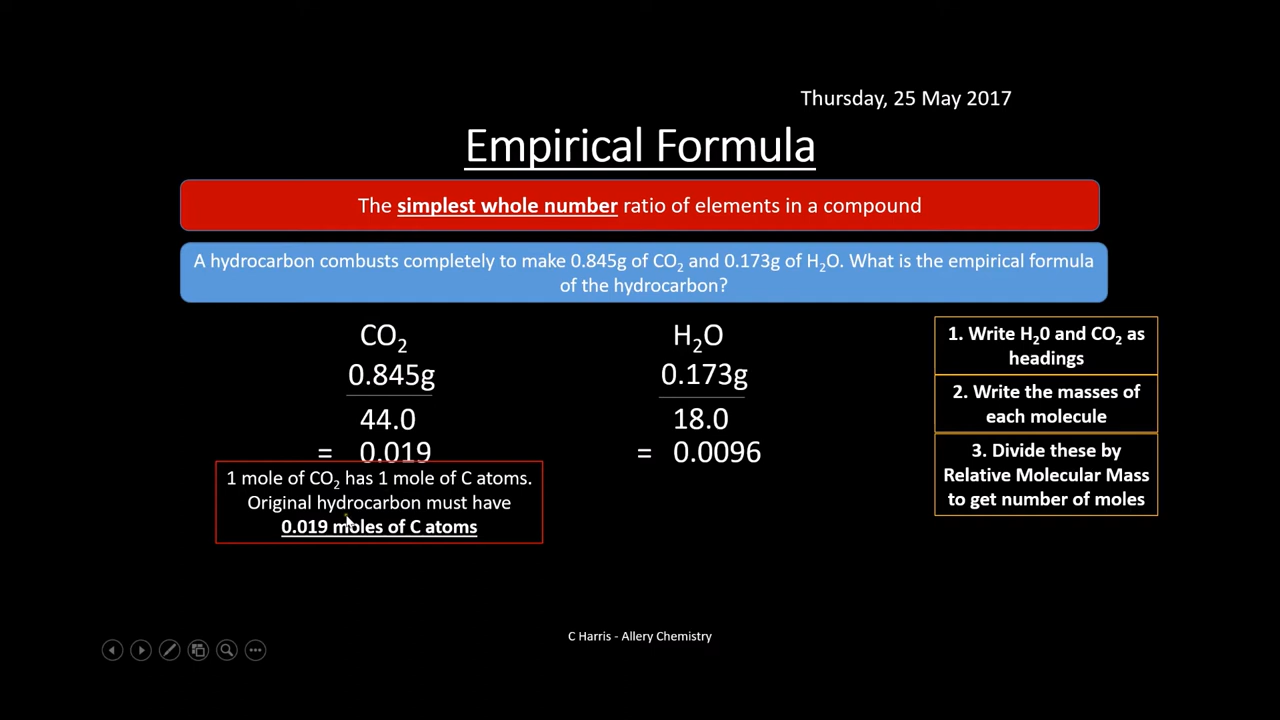 Thursday, 25 May 2017
Empirical Formula
The simplest whole number ratio of elements in a compound
A hydrocarbon combusts completely to make 0.845g of CO₂ and 0.173g of H₂O. What is the empirical formula
of the hydrocarbon?
CO₂
0.845g
44.0
= 0.019
1 mole of CO₂ has 1 mole of C atoms.
Original hydrocarbon must have
0.019 moles of C atoms
H₂O
0.173g
18.0
= 0.0096
1. Write H₂0 and CO₂ as
headings
2. Write the masses of
each molecule
3. Divide these by
Relative Molecular Mass
to get number of moles
C Harris - Allery Chemistry